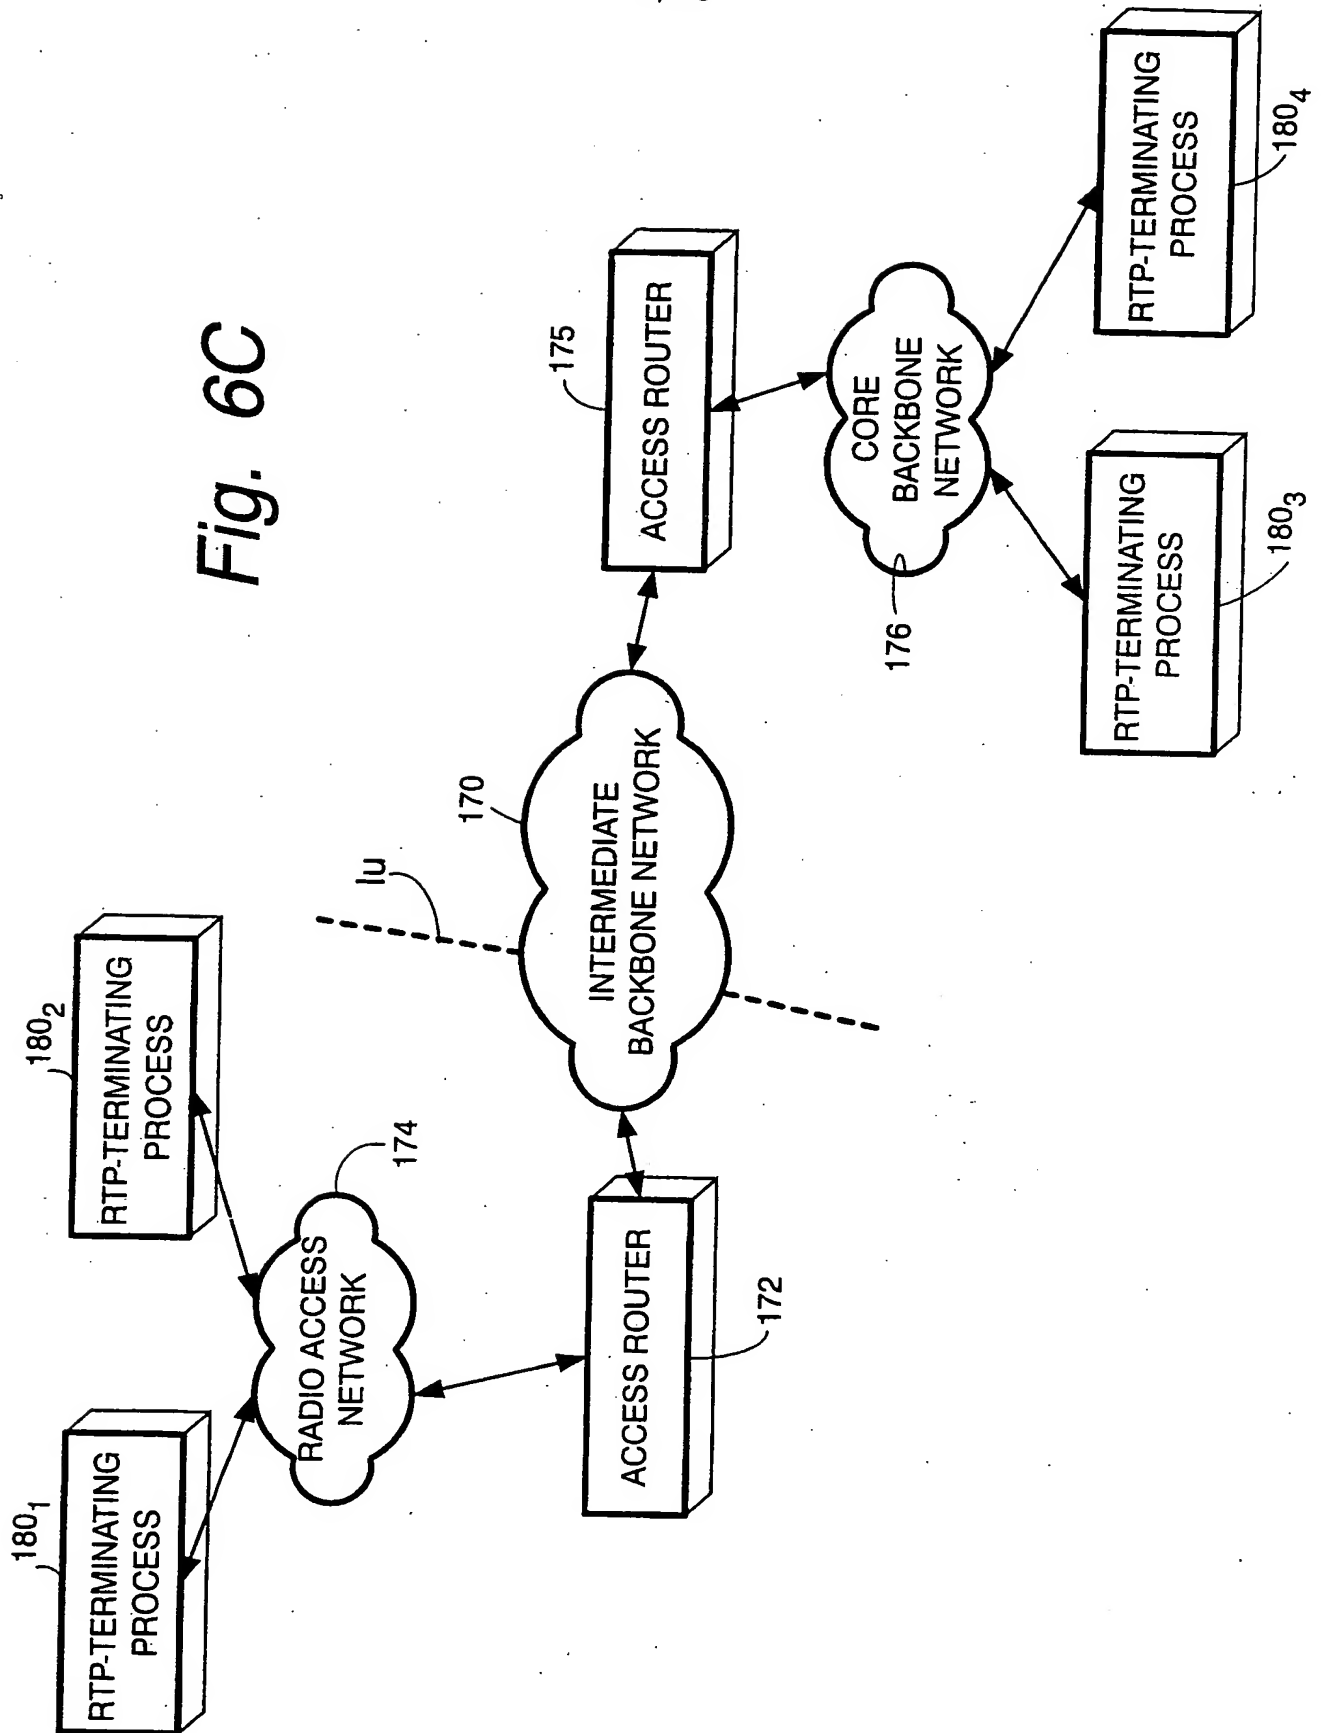 Fig. 6C
180₁
RTP-TERMINATING
PROCESS
180₂
RTP-TERMINATING
PROCESS
RADIO ACCESS
NETWORK
174
Iu
ACCESS ROUTER
172
170
INTERMEDIATE
BACKBONE NETWORK
175
ACCESS ROUTER
CORE
BACKBONE
NETWORK
176
RTP-TERMINATING
PROCESS
180₃
RTP-TERMINATING
PROCESS
180₄